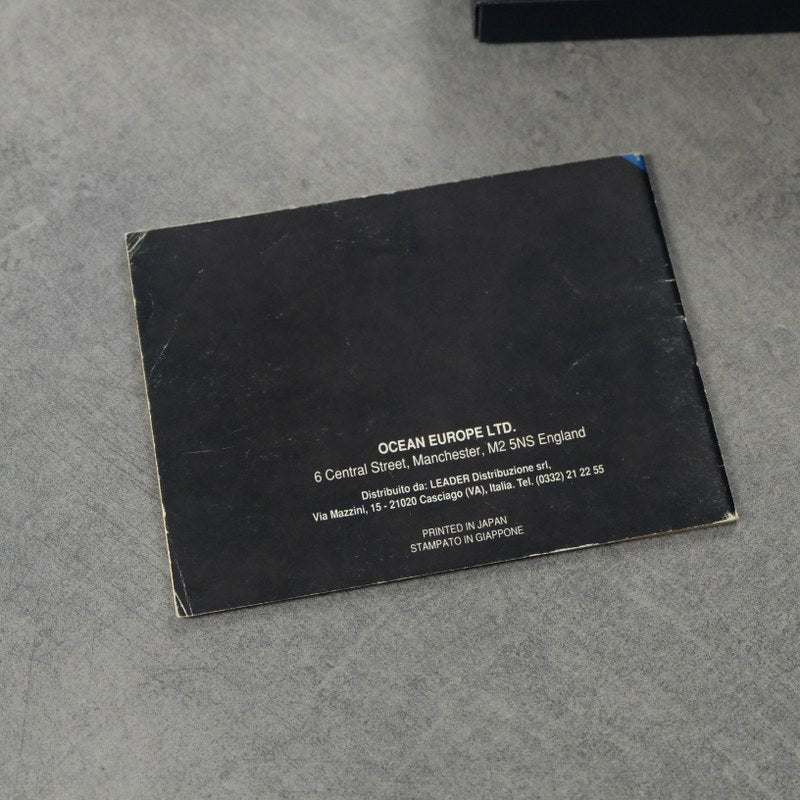 OCEAN EUROPE LTD.
6 Central Street, Manchester, M2 5NS England
Distribuito da: LEADER Distribuzione srl,
Via Mazzini, 15 - 21020 Casciago (VA), Italia. Tel. (0332) 21 22 55
PRINTED IN JAPAN
STAMPATO IN GIAPPONE